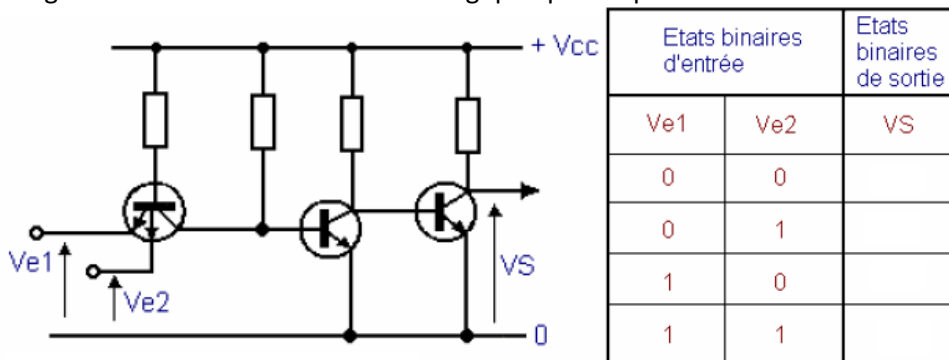 + Vcc
Ve1
Ve2
VS
0
Etats binaires
d'entrée
Etats
binaires
de sortie
Ve1 Ve2 VS
0 0
0 1
1 0
1 1